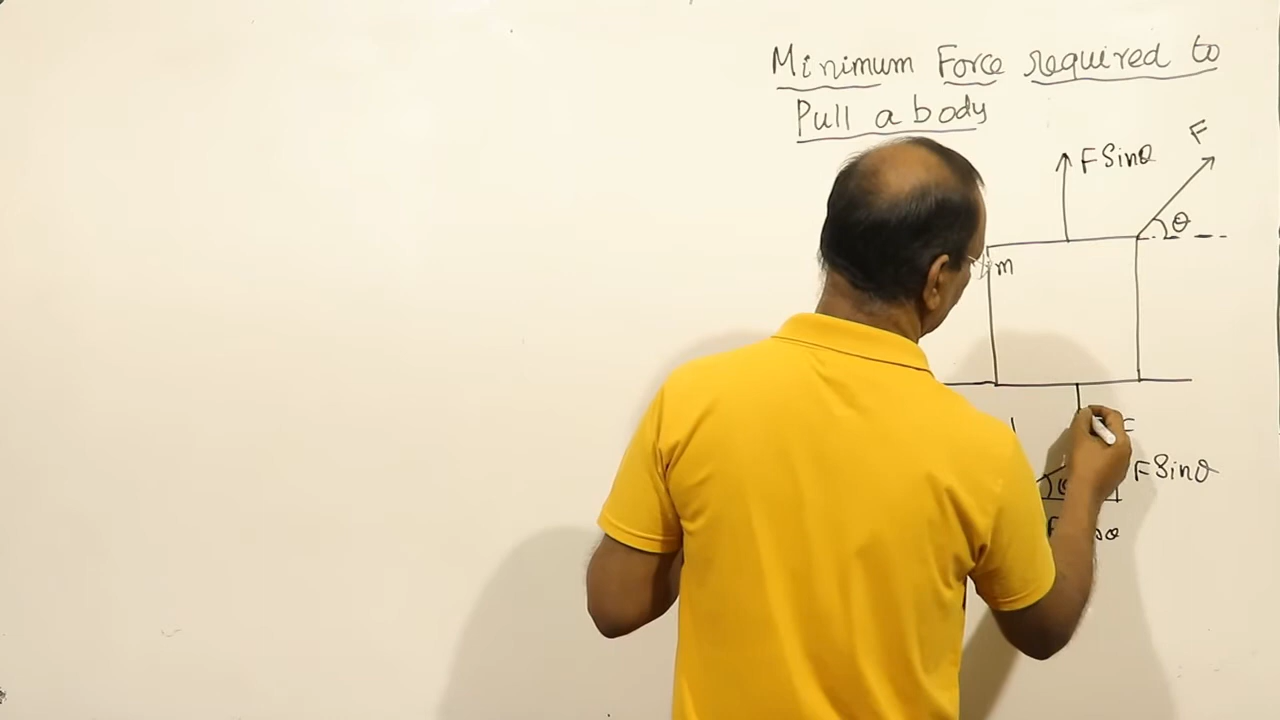 Minimum Force required to
Pull a body
F
F Sinθ
θ
m
F Sinθ